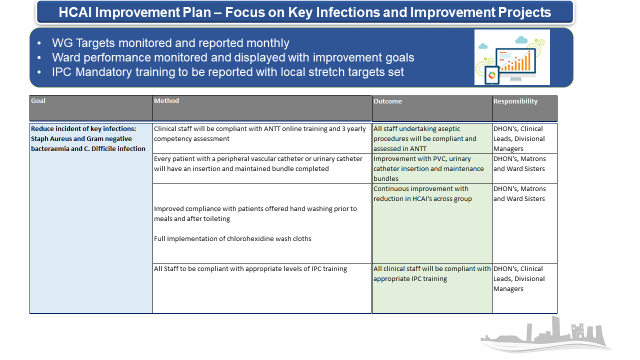 HCAI Improvement Plan – Focus on Key Infections and Improvement Projects
• WG Targets monitored and reported monthly
• Ward performance monitored and displayed with improvement goals
• IPC Mandatory training to be reported with local stretch targets set
Goal
Method
Outcome
Responsibility
Reduce incident of key infections:
Staph Aureus and Gram negative
bacteraemia and C. Difficile infection
Clinical staff will be compliant with ANTT online training and 3 yearly
competency assessment
All staff undertaking aseptic
procedures will be compliant and
assessed in ANTT
DHON's, Clinical
Leads, Divisional
Managers
Every patient with a peripheral vascular catheter or urinary catheter
will have an insertion and maintained bundle completed
Improvement with PVC, urinary
catheter insertion and maintenance
bundles
DHON's, Matrons
and Ward Sisters
Improved compliance with patients offered hand washing prior to
meals and after toileting
Full Implementation of chlorohexidine wash cloths
Continuous improvement with
reduction in HCAI's across group
DHON's, Matrons
and Ward Sisters
All Staff to be compliant with appropriate levels of IPC training
All clinical staff will be compliant with
appropriate IPC training
DHON's, Clinical
Leads, Divisional
Managers